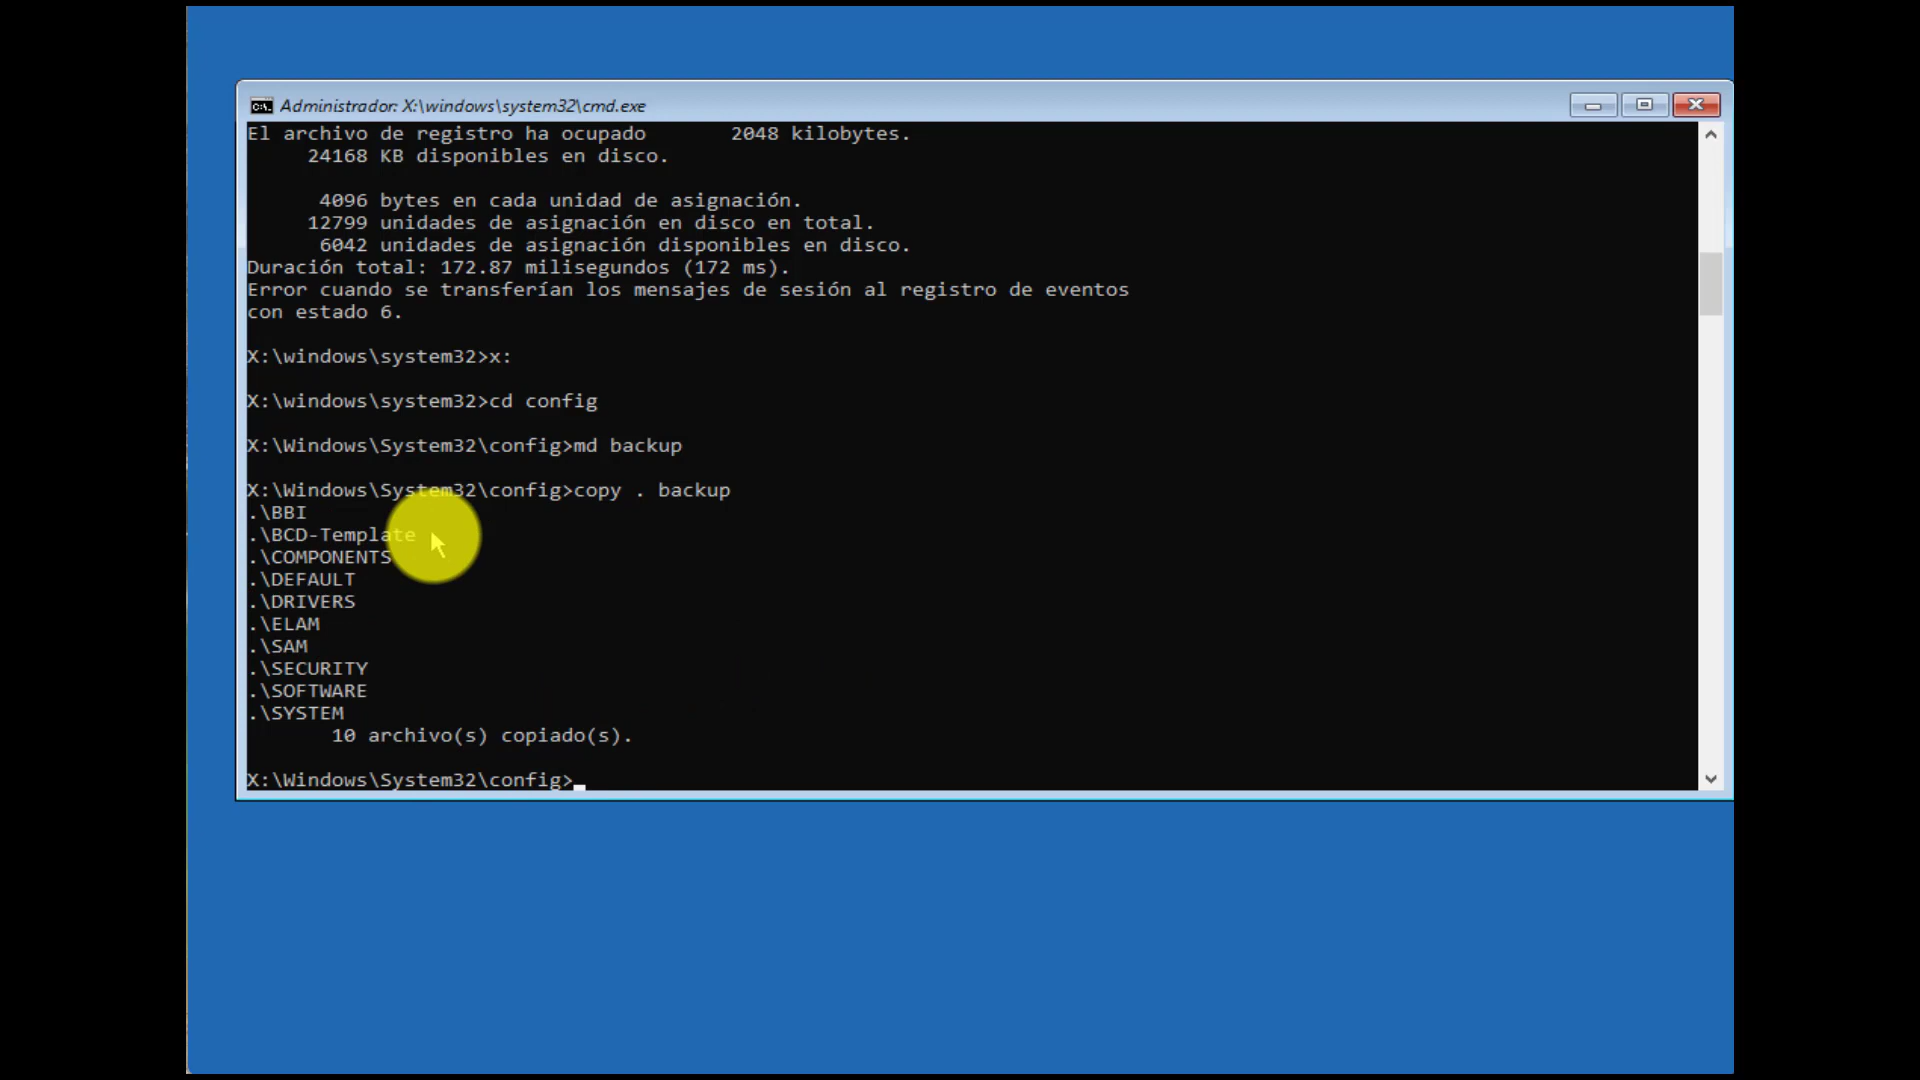 Administrador: X:\windows\system32\cmd.exe
El archivo de registro ha ocupado       2048 kilobytes.
     24168 KB disponibles en disco.
      4096 bytes en cada unidad de asignación.
     12799 unidades de asignación en disco en total.
      6042 unidades de asignación disponibles en disco.
Duración total: 172.87 milisegundos (172 ms).
Error cuando se transferían los mensajes de sesión al registro de eventos
con estado 6.
X:\windows\system32>x:
X:\windows\system32>cd config
X:\Windows\System32\config>md backup
X:\Windows\System32\config>copy . backup
.\BBI
.\BCD-Template
.\COMPONENTS
.\DEFAULT
.\DRIVERS
.\ELAM
.\SAM
.\SECURITY
.\SOFTWARE
.\SYSTEM
       10 archivo(s) copiado(s).
X:\Windows\System32\config>